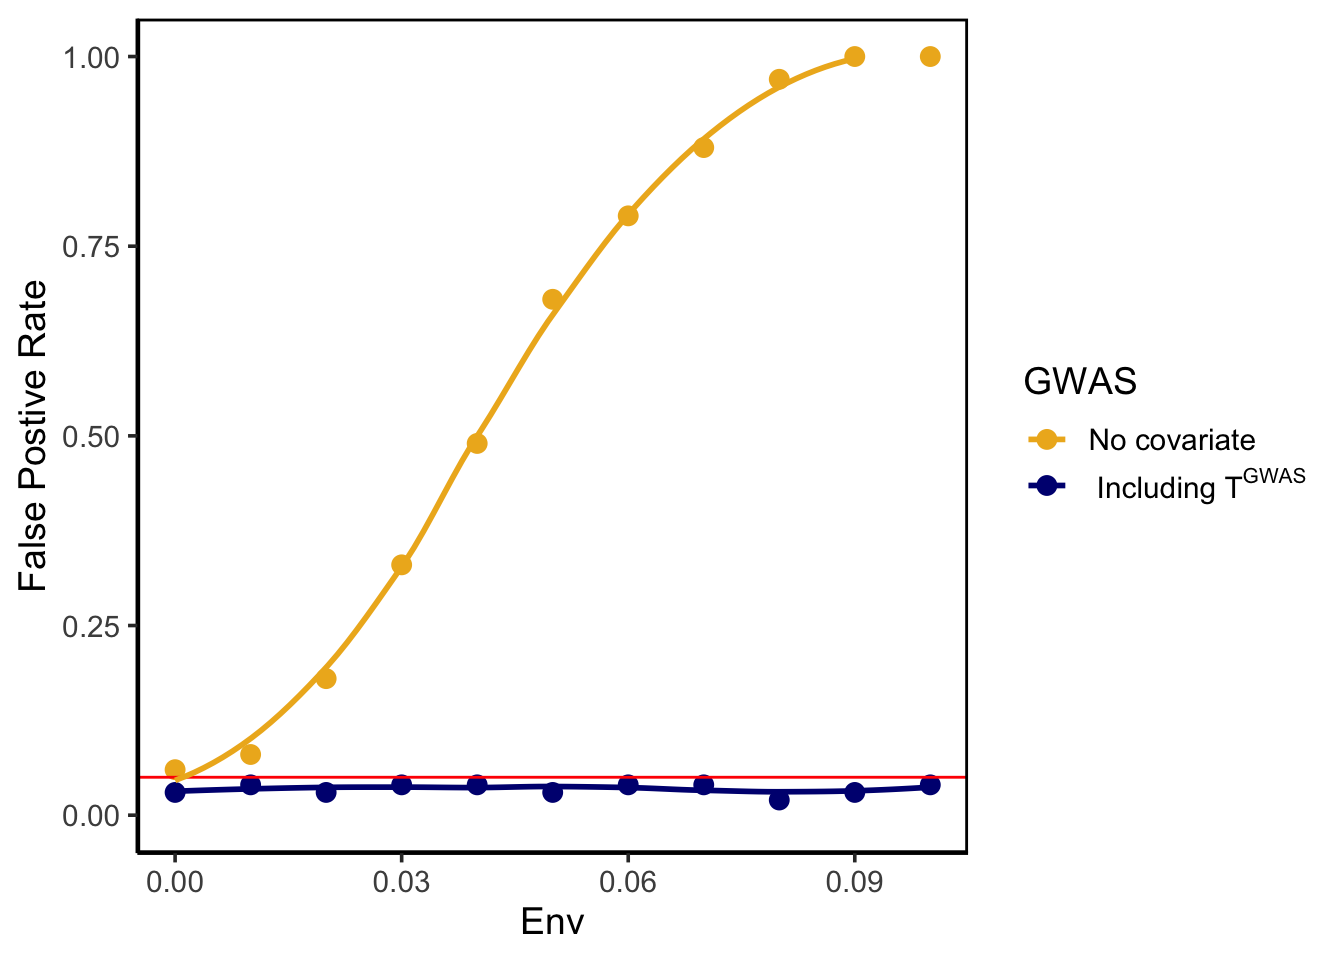 1.00
0.75
0.50
0.25
0.00
False Postive Rate
0.00 0.03 0.06 0.09
Env
GWAS
No covariate
Including T^GWAS